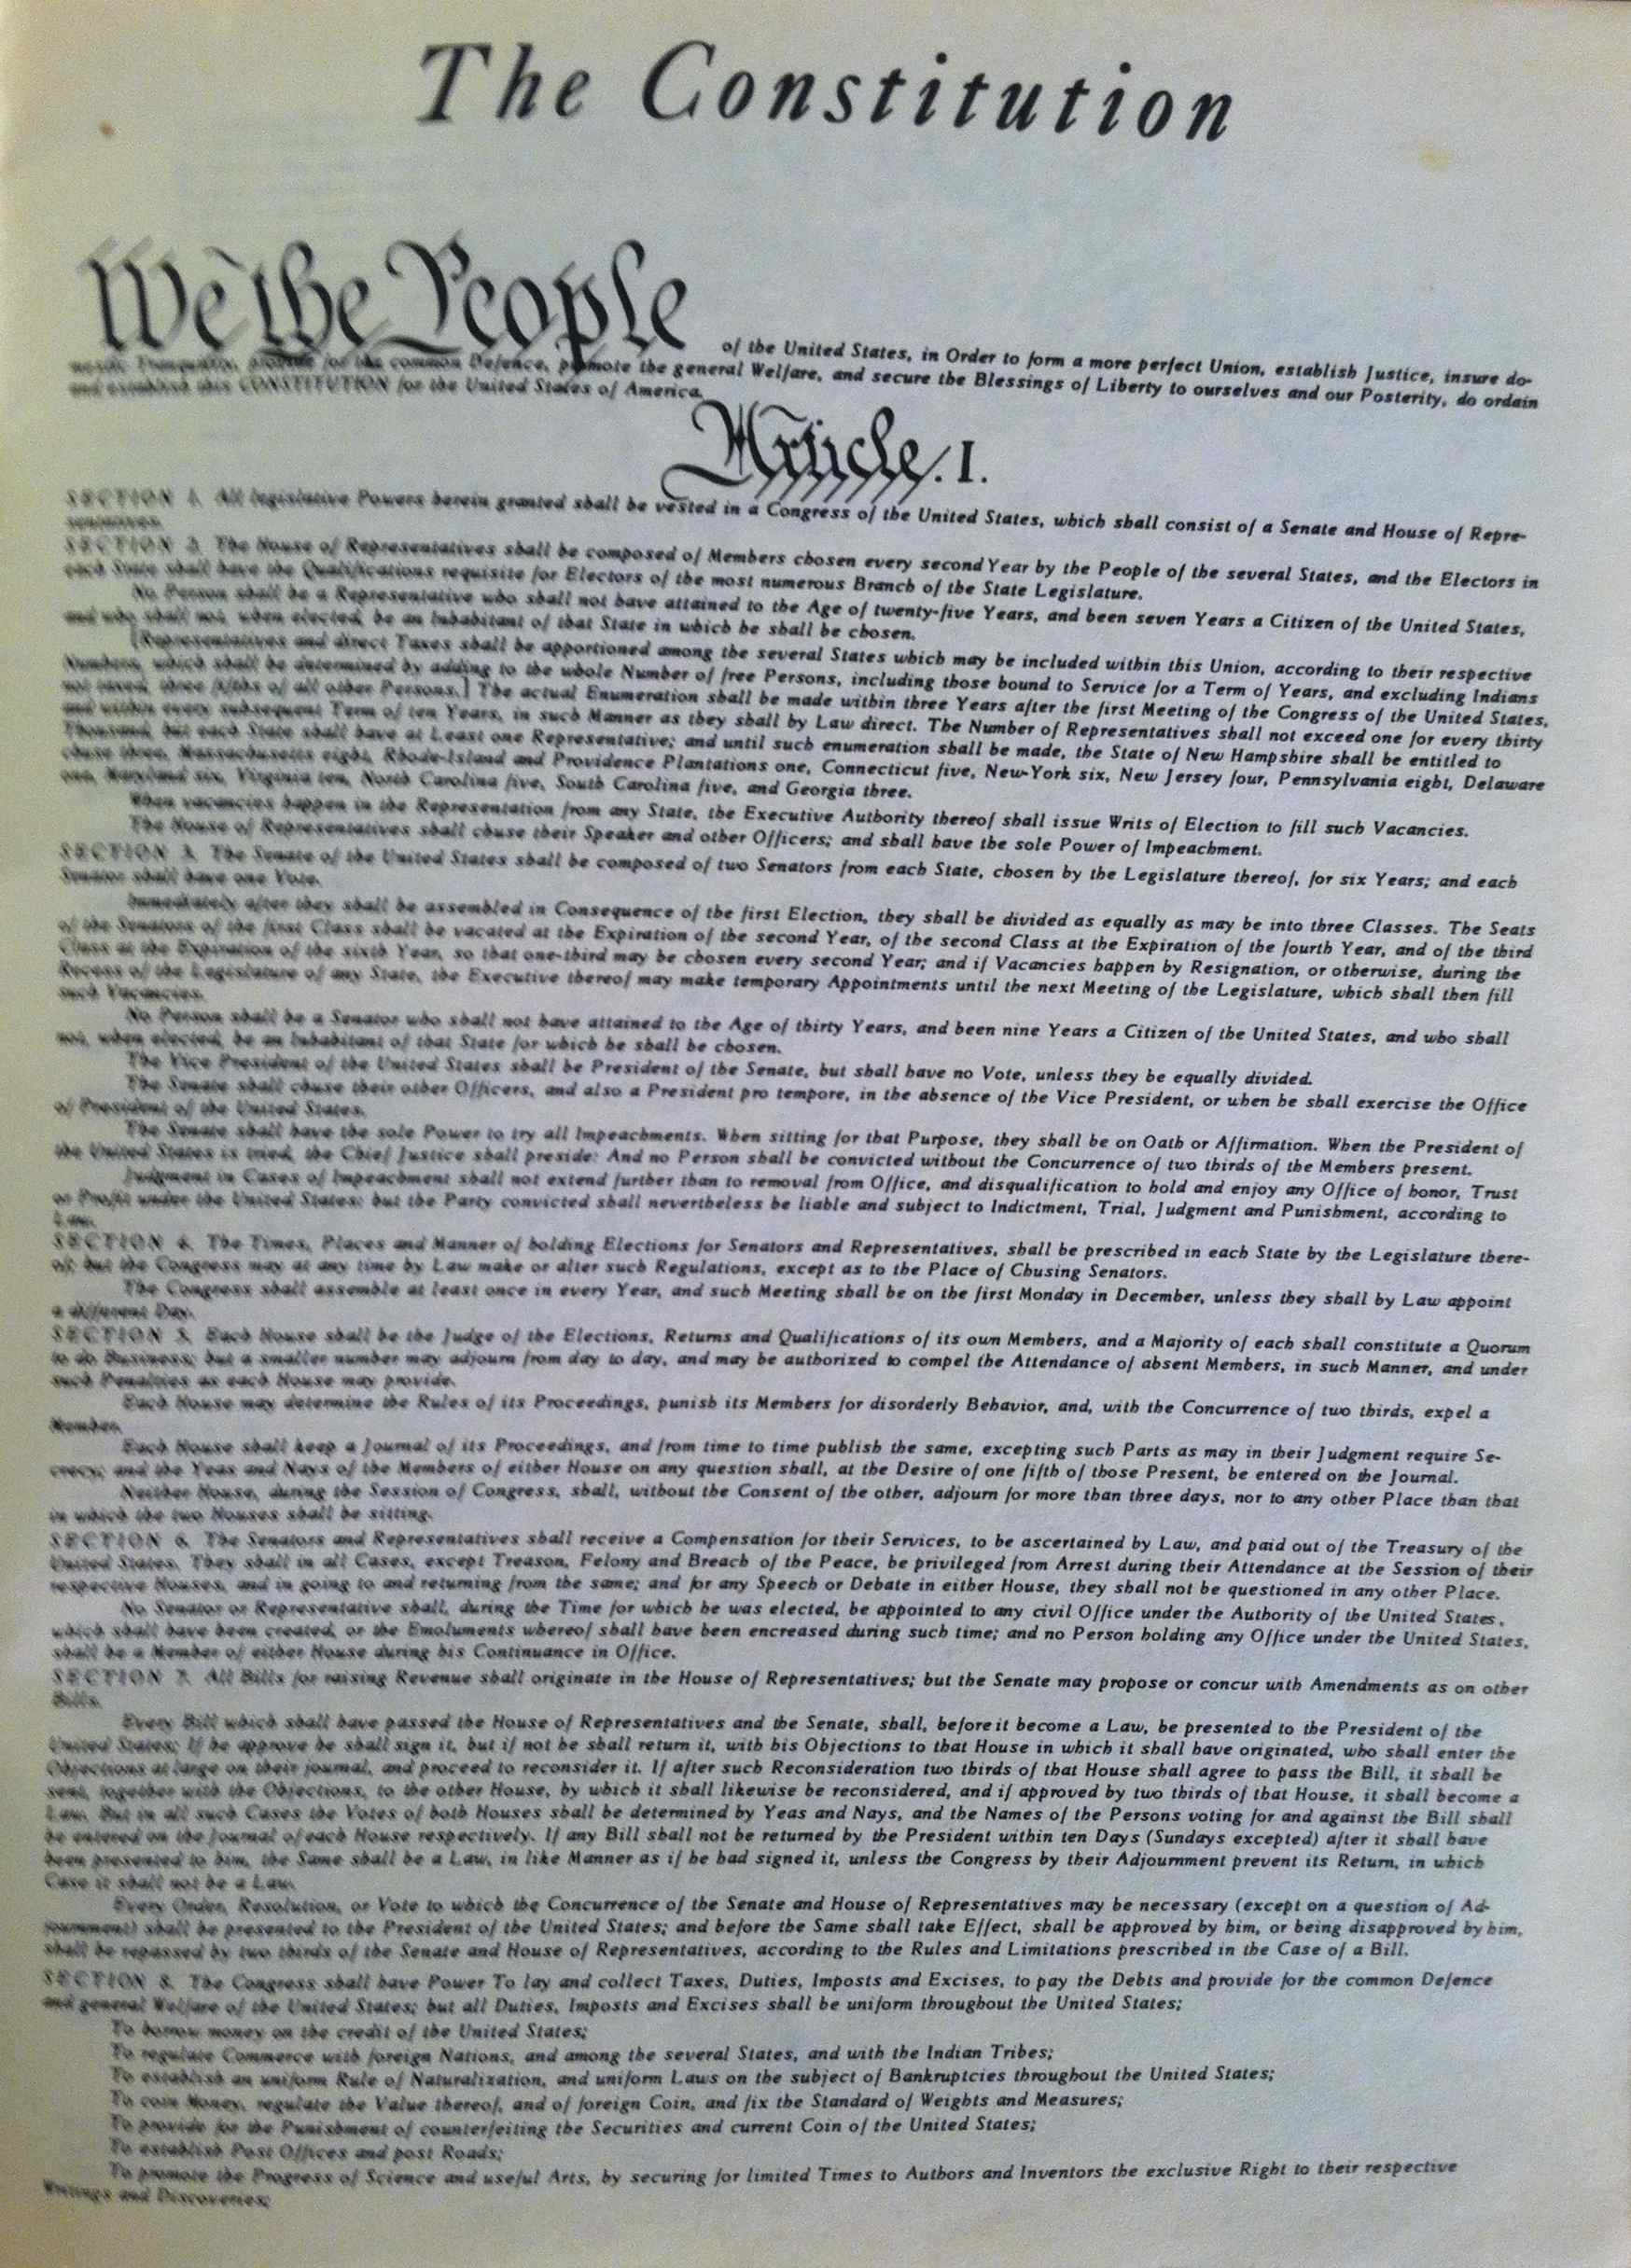 The Constitution
We the People of the United States, in Order to form a more perfect Union, establish Justice, insure do-
mestic Tranquility, provide for the common Defence, promote the general Welfare, and secure the Blessings of Liberty to ourselves and our Posterity, do ordain
and establish this CONSTITUTION for the United States of America.
Article. I.
SECTION 1. All legislative Powers herein granted shall be vested in a Congress of the United States, which shall consist of a Senate and House of Repre-
sentatives.
SECTION 2. The House of Representatives shall be composed of Members chosen every second Year by the People of the several States, and the Electors in
each State shall have the Qualifications requisite for Electors of the most numerous Branch of the State Legislature.
No Person shall be a Representative who shall not have attained to the Age of twenty-five Years, and been seven Years a Citizen of the United States,
and who shall not, when elected, be an Inhabitant of that State in which he shall be chosen.
[Representatives and direct Taxes shall be apportioned among the several States which may be included within this Union, according to their respective
Numbers, which shall be determined by adding to the whole Number of free Persons, including those bound to Service for a Term of Years, and excluding Indians
not taxed, three fifths of all other Persons.] The actual Enumeration shall be made within three Years after the first Meeting of the Congress of the United States,
and within every subsequent Term of ten Years, in such Manner as they shall by Law direct. The Number of Representatives shall not exceed one for every thirty
Thousand, but each State shall have at Least one Representative; and until such enumeration shall be made, the State of New Hampshire shall be entitled to
chuse three, Massachusetts eight, Rhode-Island and Providence Plantations one, Connecticut five, New-York six, New Jersey four, Pennsylvania eight, Delaware
one, Maryland six, Virginia ten, North Carolina five, South Carolina five, and Georgia three.
When vacancies happen in the Representation from any State, the Executive Authority thereof shall issue Writs of Election to fill such Vacancies.
The House of Representatives shall chuse their Speaker and other Officers; and shall have the sole Power of Impeachment.
SECTION 3. The Senate of the United States shall be composed of two Senators from each State, chosen by the Legislature thereof, for six Years; and each
Senator shall have one Vote.
Immediately after they shall be assembled in Consequence of the first Election, they shall be divided as equally as may be into three Classes. The Seats
of the Senators of the first Class shall be vacated at the Expiration of the second Year, of the second Class at the Expiration of the fourth Year, and of the third
Class at the Expiration of the sixth Year, so that one-third may be chosen every second Year; and if Vacancies happen by Resignation, or otherwise, during the
Recess of the Legislature of any State, the Executive thereof may make temporary Appointments until the next Meeting of the Legislature, which shall then fill
such Vacancies.
No Person shall be a Senator who shall not have attained to the Age of thirty Years, and been nine Years a Citizen of the United States, and who shall
not, when elected, be an Inhabitant of that State for which he shall be chosen.
The Vice President of the United States shall be President of the Senate, but shall have no Vote, unless they be equally divided.
The Senate shall chuse their other Officers, and also a President pro tempore, in the absence of the Vice President, or when he shall exercise the Office
of President of the United States.
The Senate shall have the sole Power to try all Impeachments. When sitting for that Purpose, they shall be on Oath or Affirmation. When the President of
the United States is tried, the Chief Justice shall preside: And no Person shall be convicted without the Concurrence of two thirds of the Members present.
Judgment in Cases of Impeachment shall not extend further than to removal from Office, and disqualification to hold and enjoy any Office of honor, Trust
or Profit under the United States: but the Party convicted shall nevertheless be liable and subject to Indictment, Trial, Judgment and Punishment, according to
Law.
SECTION 4. The Times, Places and Manner of holding Elections for Senators and Representatives, shall be prescribed in each State by the Legislature there-
of; but the Congress may at any time by Law make or alter such Regulations, except as to the Place of Chusing Senators.
The Congress shall assemble at least once in every Year, and such Meeting shall be on the first Monday in December, unless they shall by Law appoint
a different Day.
SECTION 5. Each House shall be the Judge of the Elections, Returns and Qualifications of its own Members, and a Majority of each shall constitute a Quorum
to do Business; but a smaller number may adjourn from day to day, and may be authorized to compel the Attendance of absent Members, in such Manner, and under
such Penalties as each House may provide.
Each House may determine the Rules of its Proceedings, punish its Members for disorderly Behavior, and, with the Concurrence of two thirds, expel a
Member.
Each House shall keep a Journal of its Proceedings, and from time to time publish the same, excepting such Parts as may in their Judgment require Se-
crecy; and the Yeas and Nays of the Members of either House on any question shall, at the Desire of one fifth of those Present, be entered on the Journal.
Neither House, during the Session of Congress, shall, without the Consent of the other, adjourn for more than three days, nor to any other Place than that
in which the two Houses shall be sitting.
SECTION 6. The Senators and Representatives shall receive a Compensation for their Services, to be ascertained by Law, and paid out of the Treasury of the
United States. They shall in all Cases, except Treason, Felony and Breach of the Peace, be privileged from Arrest during their Attendance at the Session of their
respective Houses, and in going to and returning from the same; and for any Speech or Debate in either House, they shall not be questioned in any other Place.
No Senator or Representative shall, during the Time for which he was elected, be appointed to any civil Office under the Authority of the United States,
which shall have been created, or the Emoluments whereof shall have been encreased during such time; and no Person holding any Office under the United States,
shall be a Member of either House during his Continuance in Office.
SECTION 7. All Bills for raising Revenue shall originate in the House of Representatives; but the Senate may propose or concur with Amendments as on other
Bills.
Every Bill which shall have passed the House of Representatives and the Senate, shall, before it become a Law, be presented to the President of the
United States; If he approve he shall sign it, but if not he shall return it, with his Objections to that House in which it shall have originated, who shall enter the
Objections at large on their Journal, and proceed to reconsider it. If after such Reconsideration two thirds of that House shall agree to pass the Bill, it shall be
sent, together with the Objections, to the other House, by which it shall likewise be reconsidered, and if approved by two thirds of that House, it shall become a
Law. But in all such Cases the Votes of both Houses shall be determined by Yeas and Nays, and the Names of the Persons voting for and against the Bill shall
be entered on the Journal of each House respectively. If any Bill shall not be returned by the President within ten Days (Sundays excepted) after it shall have
been presented to him, the Same shall be a Law, in like Manner as if he had signed it, unless the Congress by their Adjournment prevent its Return, in which
Case it shall not be a Law.
Every Order, Resolution, or Vote to which the Concurrence of the Senate and House of Representatives may be necessary (except on a question of Ad-
journment) shall be presented to the President of the United States; and before the Same shall take Effect, shall be approved by him, or being disapproved by him,
shall be repassed by two thirds of the Senate and House of Representatives, according to the Rules and Limitations prescribed in the Case of a Bill.
SECTION 8. The Congress shall have Power To lay and collect Taxes, Duties, Imposts and Excises, to pay the Debts and provide for the common Defence
and general Welfare of the United States; but all Duties, Imposts and Excises shall be uniform throughout the United States;
To borrow money on the credit of the United States;
To regulate Commerce with foreign Nations, and among the several States, and with the Indian Tribes;
To establish an uniform Rule of Naturalization, and uniform Laws on the subject of Bankruptcies throughout the United States;
To coin Money, regulate the Value thereof, and of foreign Coin, and fix the Standard of Weights and Measures;
To provide for the Punishment of counterfeiting the Securities and current Coin of the United States;
To establish Post Offices and post Roads;
To promote the Progress of Science and useful Arts, by securing for limited Times to Authors and Inventors the exclusive Right to their respective
Writings and Discoveries;